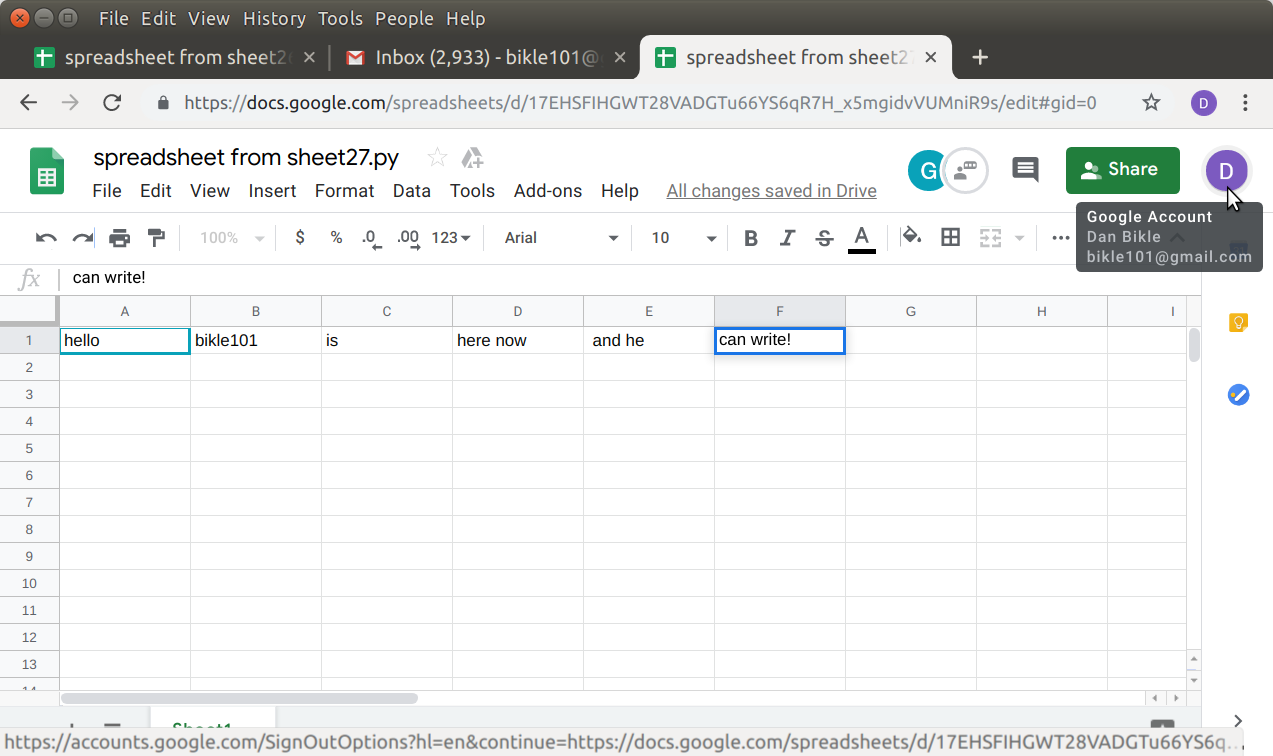 File Edit View History Tools People Help
spreadsheet from sheet2
Inbox (2,933) - bikle101@
spreadsheet from sheet27
https://docs.google.com/spreadsheets/d/17EHSFIHGWT28VADGTu66YS6qR7H_x5mgidvVUMniR9s/edit#gid=0
D
spreadsheet from sheet27.py
File Edit View Insert Format Data Tools Add-ons Help All changes saved in Drive
G
Share
D
Google Account
Dan Bikle
bikle101@gmail.com
100% $ % .0 .00 123 Arial 10 B I S A
fx can write!
A B C D E F G H I
1 hello bikle101 is here now and he can write!
2
3
4
5
6
7
8
9
10
11
12
13
14
Sheet1
https://accounts.google.com/SignOutOptions?hl=en&continue=https://docs.google.com/spreadsheets/d/17EHSFIHGWT28VADGTu66YS6q...